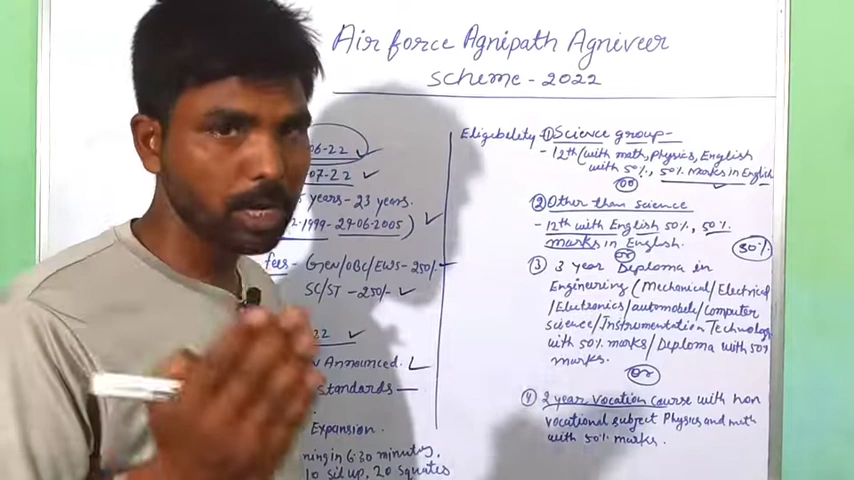 Air force Agnipath Agniveer
Scheme - 2022
06-22
07-22
years - 23 years.
1999 - 29-06-2005)
fees - GEN/OBC/EWS - 250/-
SC/ST - 250/-
22
Announced.
standards
Expansion.
ning in 6:30 minutes,
10 sit up, 20 squates
Eligebelety - ① Science group -
- 12th (with math, Physics, English
with 50%, 50% marks in English
or
② Other than science
- 12th with English 50%, 50%
marks in English.
50%
or
③ 3 year Diploma in
Engineering (Mechanical/Electrical
/Electronics/automobelj/computer
science/Instrumentation Technology
with 50% marks/Diploma with 50%
marks.
or
④ 2 year Vocation Course with non
vocational subject Physics and math
with 50% marks.